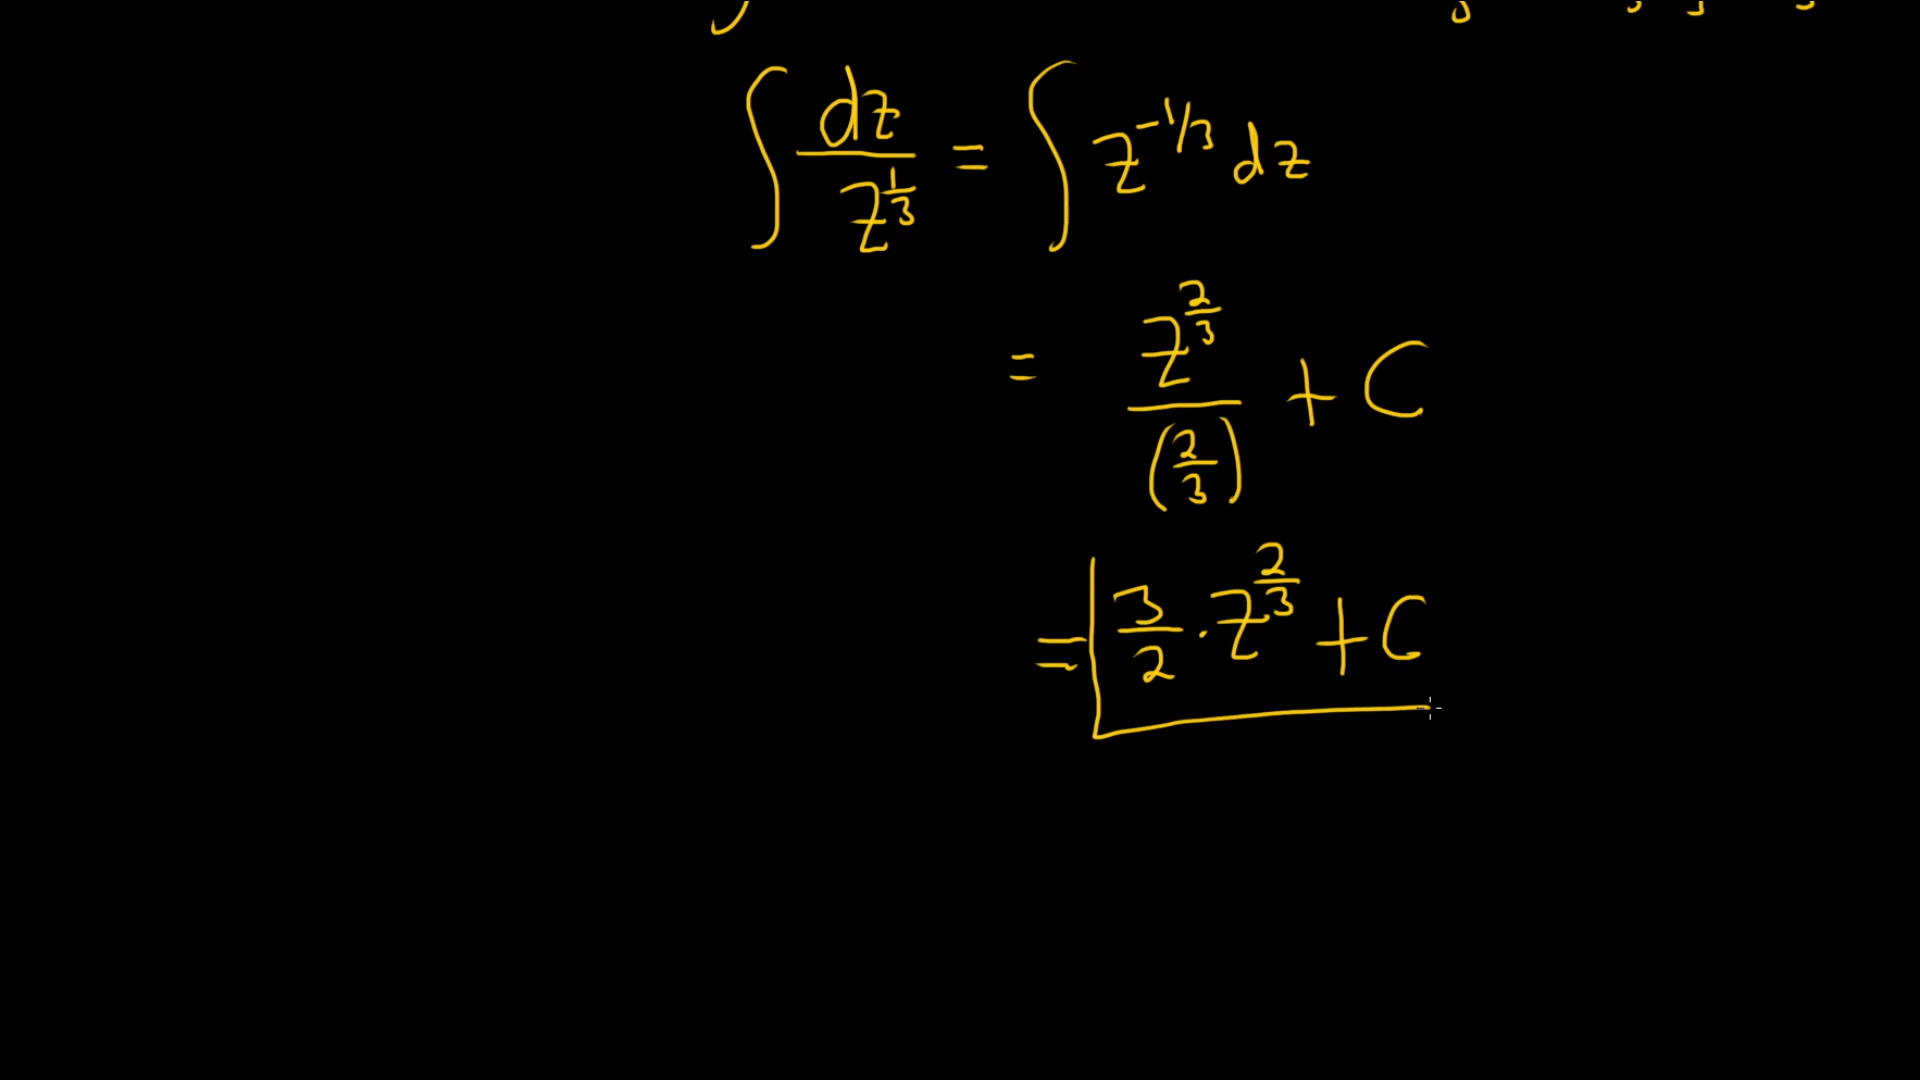 ∫ dz/z^(1/3) = ∫ z^(-1/3) dz
= z^(2/3)/(2/3) + C
= 3/2 · z^(2/3) + C